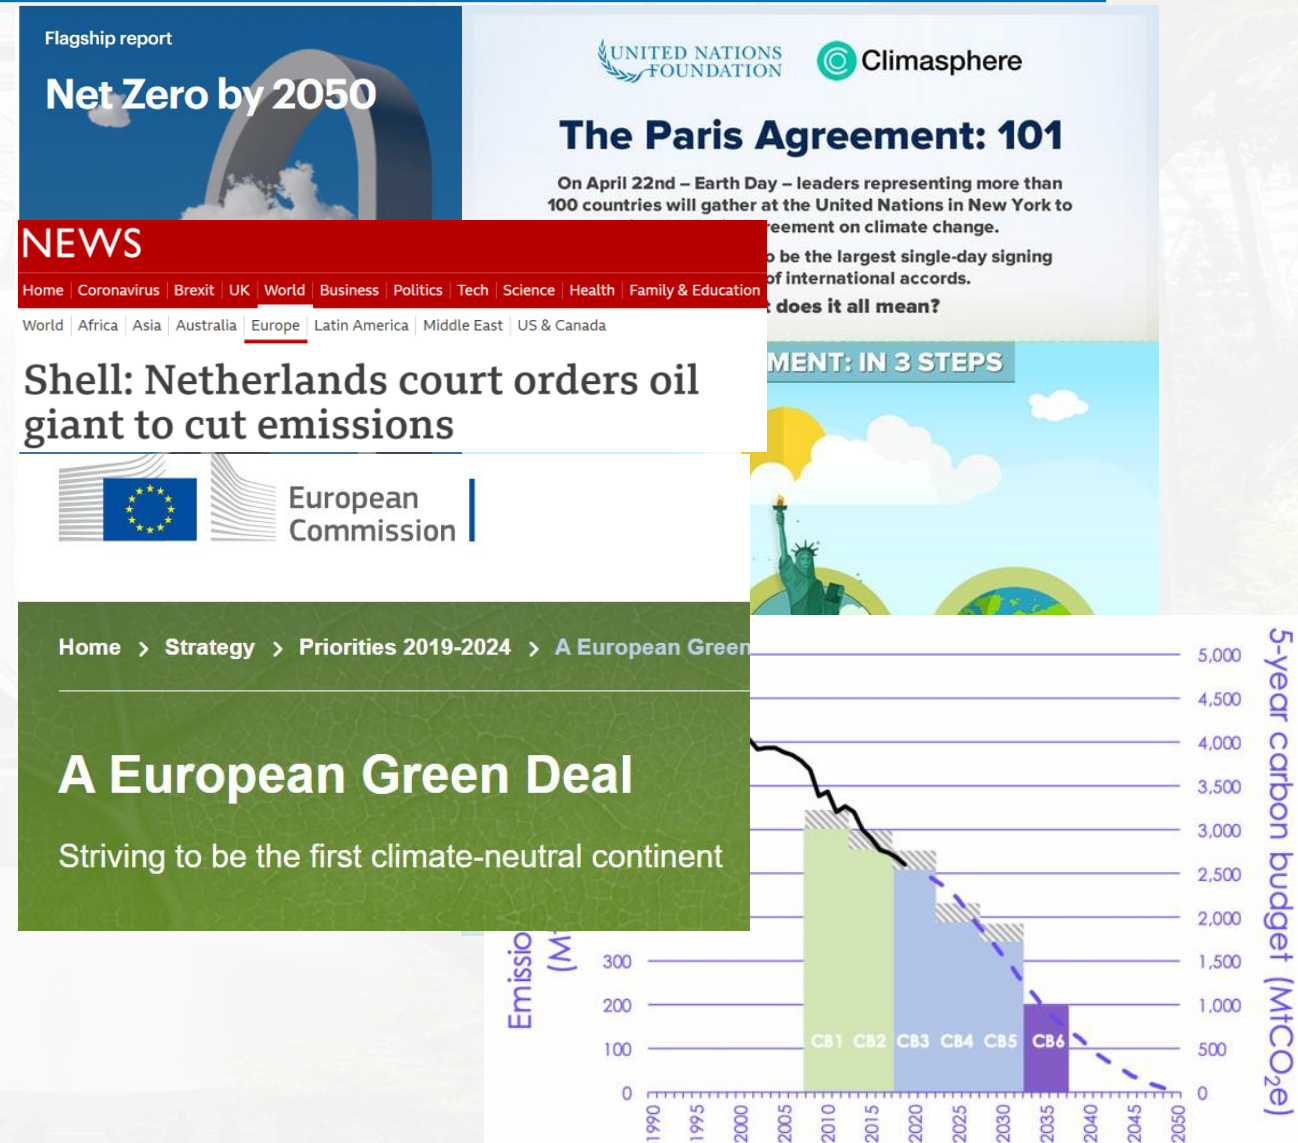 Flagship report
Net Zero by 2050
UNITED NATIONS
FOUNDATION
Climasphere
The Paris Agreement: 101
On April 22nd – Earth Day – leaders representing more than
100 countries will gather at the United Nations in New York to
reement on climate change.
o be the largest single-day signing
of international accords.
does it all mean?
MENT: IN 3 STEPS
NEWS
Home Coronavirus Brexit UK World Business Politics Tech Science Health Family & Education
World Africa Asia Australia Europe Latin America Middle East US & Canada
Shell: Netherlands court orders oil
giant to cut emissions
European
Commission
Home > Strategy > Priorities 2019-2024 > A European Green
A European Green Deal
Striving to be the first climate-neutral continent
5,000
4,500
4,000
3,500
3,000
2,500
2,000
1,500
1,000
500
0
5-year carbon budget (MtCO₂e)
Emissio
(M
300
200
100
0
CB1 CB2 CB3 CB4 CB5 CB6
1990 1995 2000 2005 2010 2015 2020 2025 2030 2035 2040 2045 2050